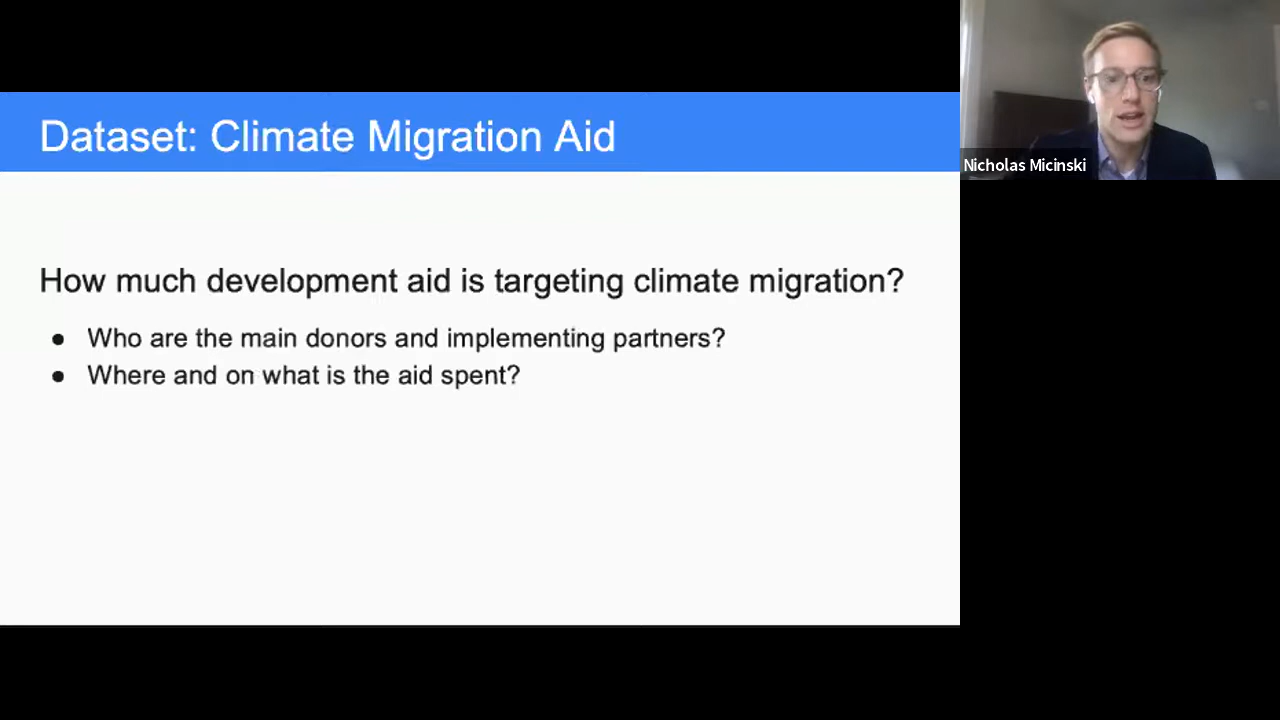 Dataset: Climate Migration Aid
Nicholas Micinski
How much development aid is targeting climate migration?
● Who are the main donors and implementing partners?
● Where and on what is the aid spent?